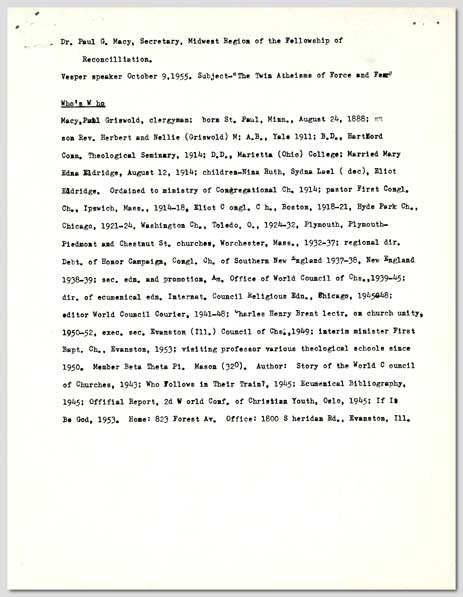 Dr. Paul G. Macy, Secretary, Midwest Region of the Fellowship of
Reconcilliation.
Vesper speaker October 9,1955. Subject-"The Twin Atheisms of Force and Fear"
Who's W ho
Macy,Paul Griswold, clergyman; born St. Paul, Minn., August 24, 1888;
son Rev. Herbert and Nellie (Griswold) M; A.B., Yale 1911; B.D., Hartford
Conn. Theological Seminary, 1914; D.D., Marietta (Ohio) College; Married Mary
Edna Eldridge, August 12, 1914; children-Nina Ruth, Sydna Lael ( dec), Eliot
Eldridge. Ordained to ministry of Congregational Ch. 1914; pastor First Congl.
Ch., Ipswich, Mass., 1914-18, Eliot C ongl. C h., Boston, 1918-21, Hyde Park Ch.,
Chicago, 1921-24, Washington Ch., Toledo, O., 1924-32, Plymouth, Plymouth-
Piedmont and Chestnut St. churches, Worchester, Mass., 1932-37; regional dir.
Debt. of Honor Campaign, Congl. Ch. of Southern New England 1937-38, New England
1938-39; sec. edn. and promotion, Am. Office of World Council of Chs.,1939-45;
dir. of ecumenical edn. Internat. Council Religious Edn., Chicago, 1945-48;
editor World Council Courier, 1941-48; Charles Henry Brent lectr. on church unity,
1950-52, exec. sec. Evanston (Ill.) Council of Chs.,1949; interim minister First
Bapt. Ch., Evanston, 1953; visiting professor various theological schools since
1950. Member Beta Theta Pi. Mason (32°). Author: Story of the World C ouncil
of Churches, 1943; Who Follows in Their Train?, 1945; Ecumenical Bibliography,
1945; Offifial Report, 2d W orld Conf. of Christian Youth, Oslo, 1945; If It
Be God, 1953. Home: 823 Forest Av. Office: 1800 S heridan Rd., Evanston, Ill.